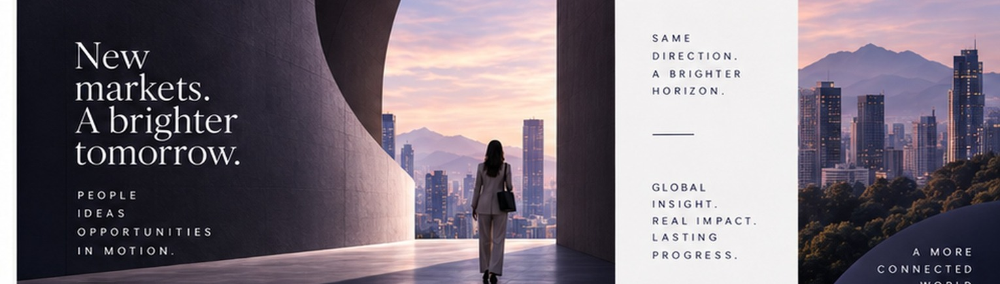 New
markets.
A brighter
tomorrow.
PEOPLE
IDEAS
OPPORTUNITIES
IN MOTION.
SAME
DIRECTION.
A BRIGHTER
HORIZON.
GLOBAL
INSIGHT.
REAL IMPACT.
LASTING
PROGRESS.
A MORE
CONNECTED
WORLD